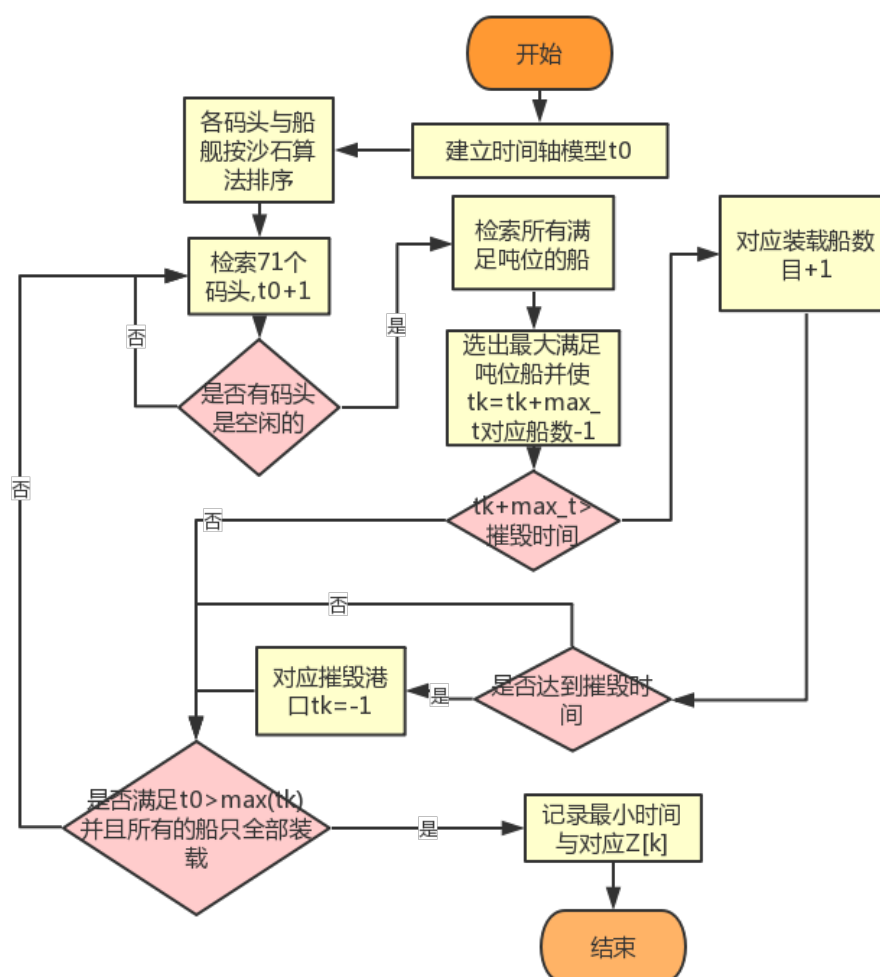 开始
建立时间轴模型t0
各码头与船
舰按沙石算
法排序
检索71个
码头,t0+1
否
是否有码头
是空闲的
是
检索所有满
足吨位的船
选出最大满足
吨位船并使
tk=tk+max_
t对应船数-1
tk+max_t>
摧毁时间
对应装载船数
目+1
否
否
否
是否达到摧毁时
间
是
对应摧毁港
口tk=-1
是否满足t0>max(tk)
并且所有的船只全部装
载
是
记录最小时间
与对应Z[k]
结束